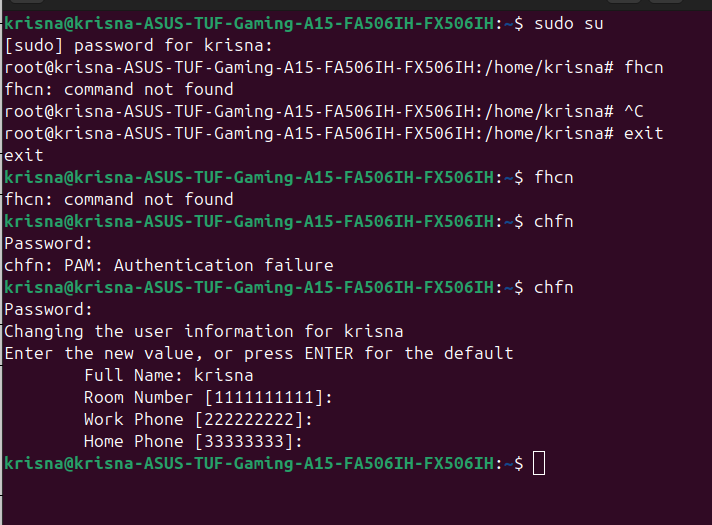 krisna@krisna-ASUS-TUF-Gaming-A15-FA506IH-FX506IH:~$ sudo su
[sudo] password for krisna:
root@krisna-ASUS-TUF-Gaming-A15-FA506IH-FX506IH:/home/krisna# fhcn
fhcn: command not found
root@krisna-ASUS-TUF-Gaming-A15-FA506IH-FX506IH:/home/krisna# ^C
root@krisna-ASUS-TUF-Gaming-A15-FA506IH-FX506IH:/home/krisna# exit
exit
krisna@krisna-ASUS-TUF-Gaming-A15-FA506IH-FX506IH:~$ fhcn
fhcn: command not found
krisna@krisna-ASUS-TUF-Gaming-A15-FA506IH-FX506IH:~$ chfn
Password:
chfn: PAM: Authentication failure
krisna@krisna-ASUS-TUF-Gaming-A15-FA506IH-FX506IH:~$ chfn
Password:
Changing the user information for krisna
Enter the new value, or press ENTER for the default
Full Name: krisna
Room Number [1111111111]:
Work Phone [222222222]:
Home Phone [33333333]:
krisna@krisna-ASUS-TUF-Gaming-A15-FA506IH-FX506IH:~$